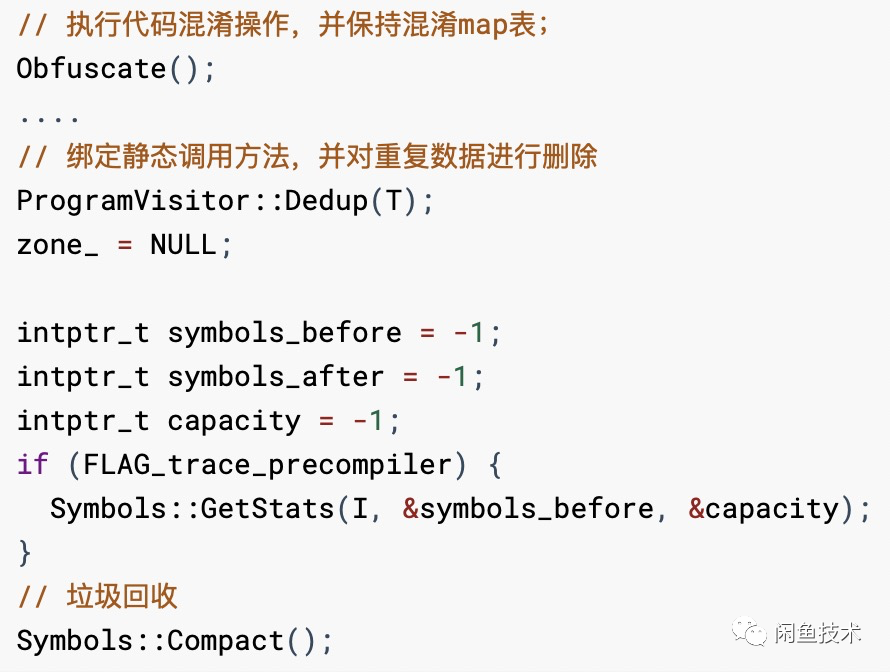 // 执行代码混淆操作，并保持混淆map表；
Obfuscate();
....
// 绑定静态调用方法，并对重复数据进行删除
ProgramVisitor::Dedup(T);
zone_ = NULL;
intptr_t symbols_before = -1;
intptr_t symbols_after = -1;
intptr_t capacity = -1;
if (FLAG_trace_precompiler) {
  Symbols::GetStats(I, &symbols_before, &capacity);
}
// 垃圾回收
Symbols::Compact();
闲鱼技术